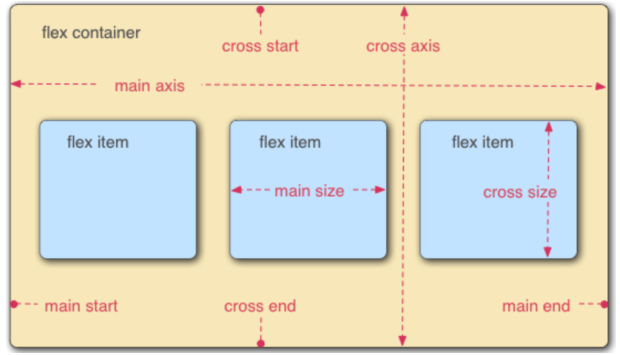 flex container
cross start
cross axis
main axis
flex item
flex item
flex item
main size
cross size
main start
cross end
main end